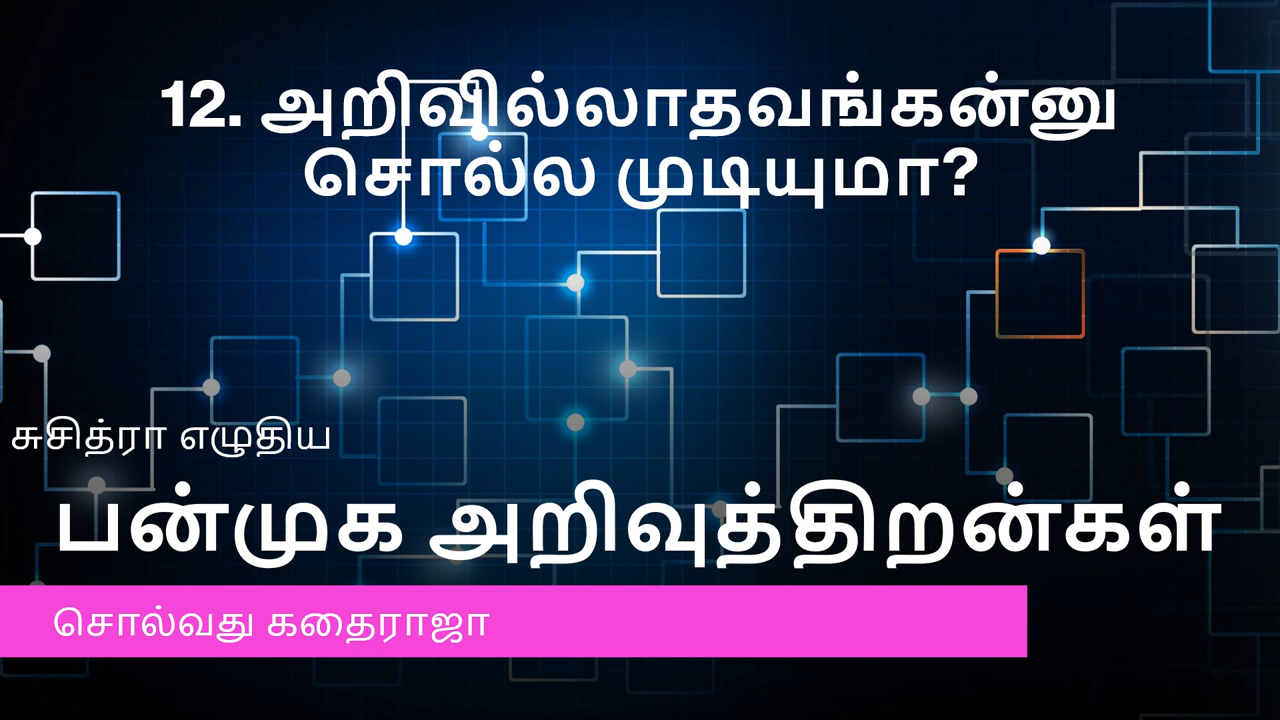 12. அறிவில்லாதவங்கன்னு
சொல்ல முடியுமா?
சுசித்ரா எழுதிய
பன்முக அறிவுத்திறன்கள்
சொல்வது கதைராஜா